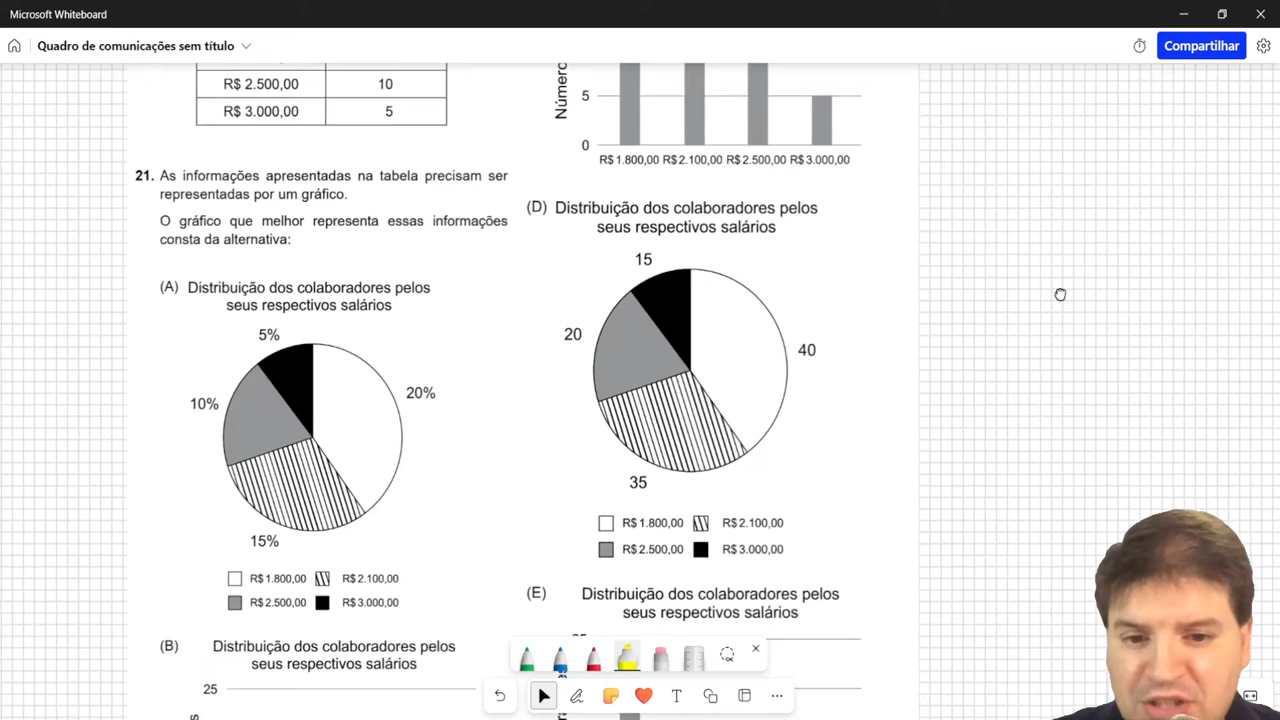 Microsoft Whiteboard
Quadro de comunicações sem título
Compartilhar
R$ 2.500,00 10
R$ 3.000,00 5
21. As informações apresentadas na tabela precisam ser
representadas por um gráfico.
O gráfico que melhor representa essas informações
consta da alternativa:
(A) Distribuição dos colaboradores pelos
seus respectivos salários
5%
20%
10%
15%
R$ 1.800,00 R$ 2.100,00
R$ 2.500,00 R$ 3.000,00
(B) Distribuição dos colaboradores pelos
seus respectivos salários
25
Número
5
0
R$ 1.800,00 R$ 2.100,00 R$ 2.500,00 R$ 3.000,00
(D) Distribuição dos colaboradores pelos
seus respectivos salários
15
20
40
35
R$ 1.800,00 R$ 2.100,00
R$ 2.500,00 R$ 3.000,00
(E) Distribuição dos colaboradores pelos
seus respectivos salários